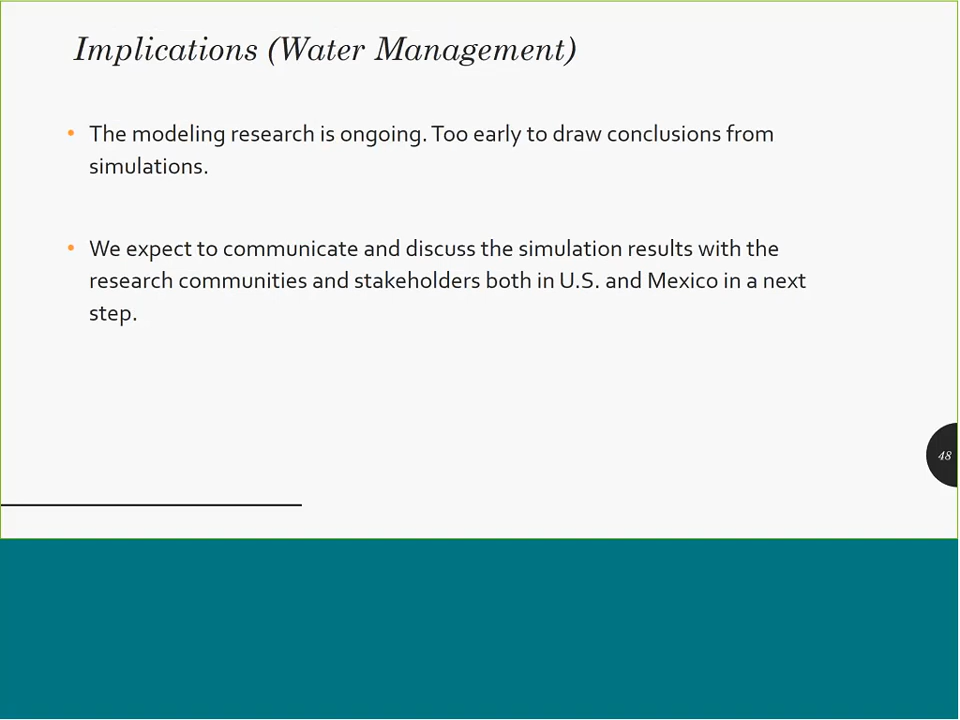 Implications (Water Management)
• The modeling research is ongoing. Too early to draw conclusions from
simulations.
• We expect to communicate and discuss the simulation results with the
research communities and stakeholders both in U.S. and Mexico in a next
step.
48